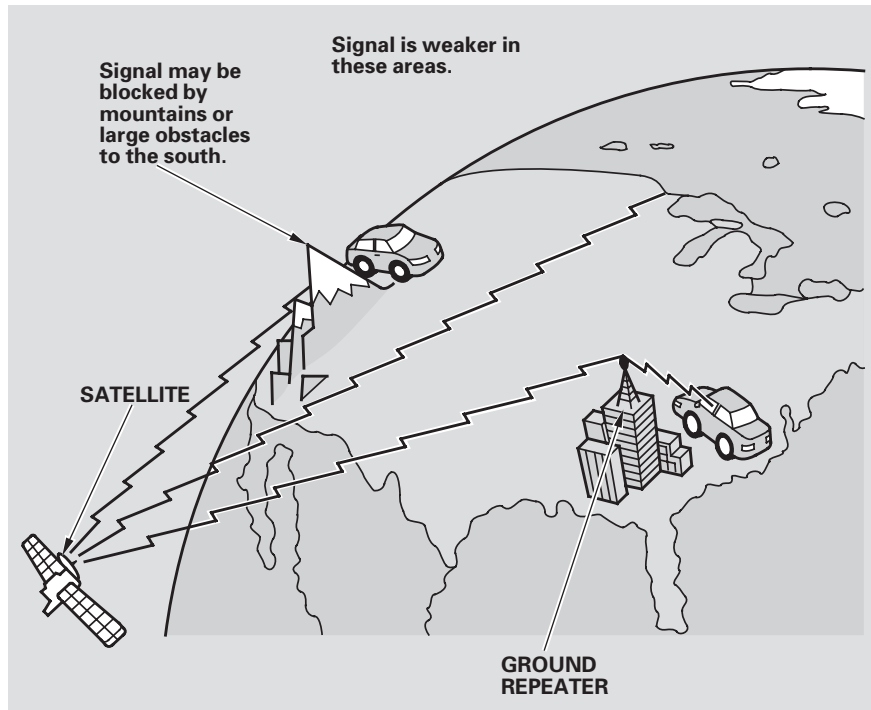 Signal may be
blocked by
mountains or
large obstacles
to the south.
Signal is weaker in
these areas.
SATELLITE
GROUND
REPEATER